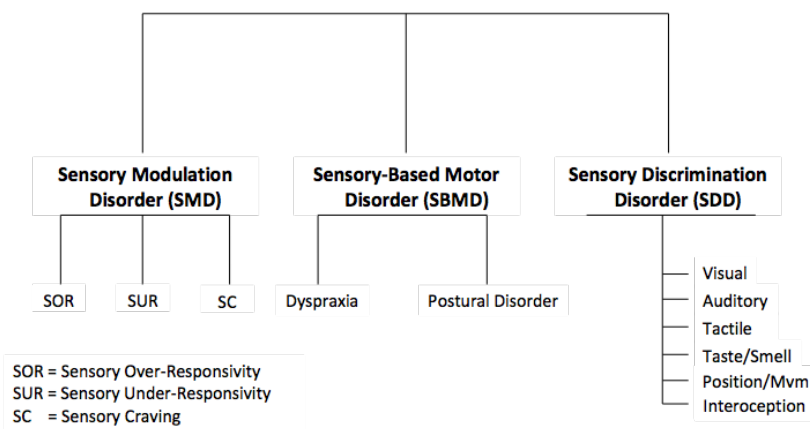 Sensory Modulation
Disorder (SMD)
Sensory-Based Motor
Disorder (SBMD)
Sensory Discrimination
Disorder (SDD)
SOR
SUR
SC
Dyspraxia
Postural Disorder
Visual
Auditory
Tactile
Taste/Smell
Position/Mvm
Interoception
SOR = Sensory Over-Responsivity
SUR = Sensory Under-Responsivity
SC = Sensory Craving